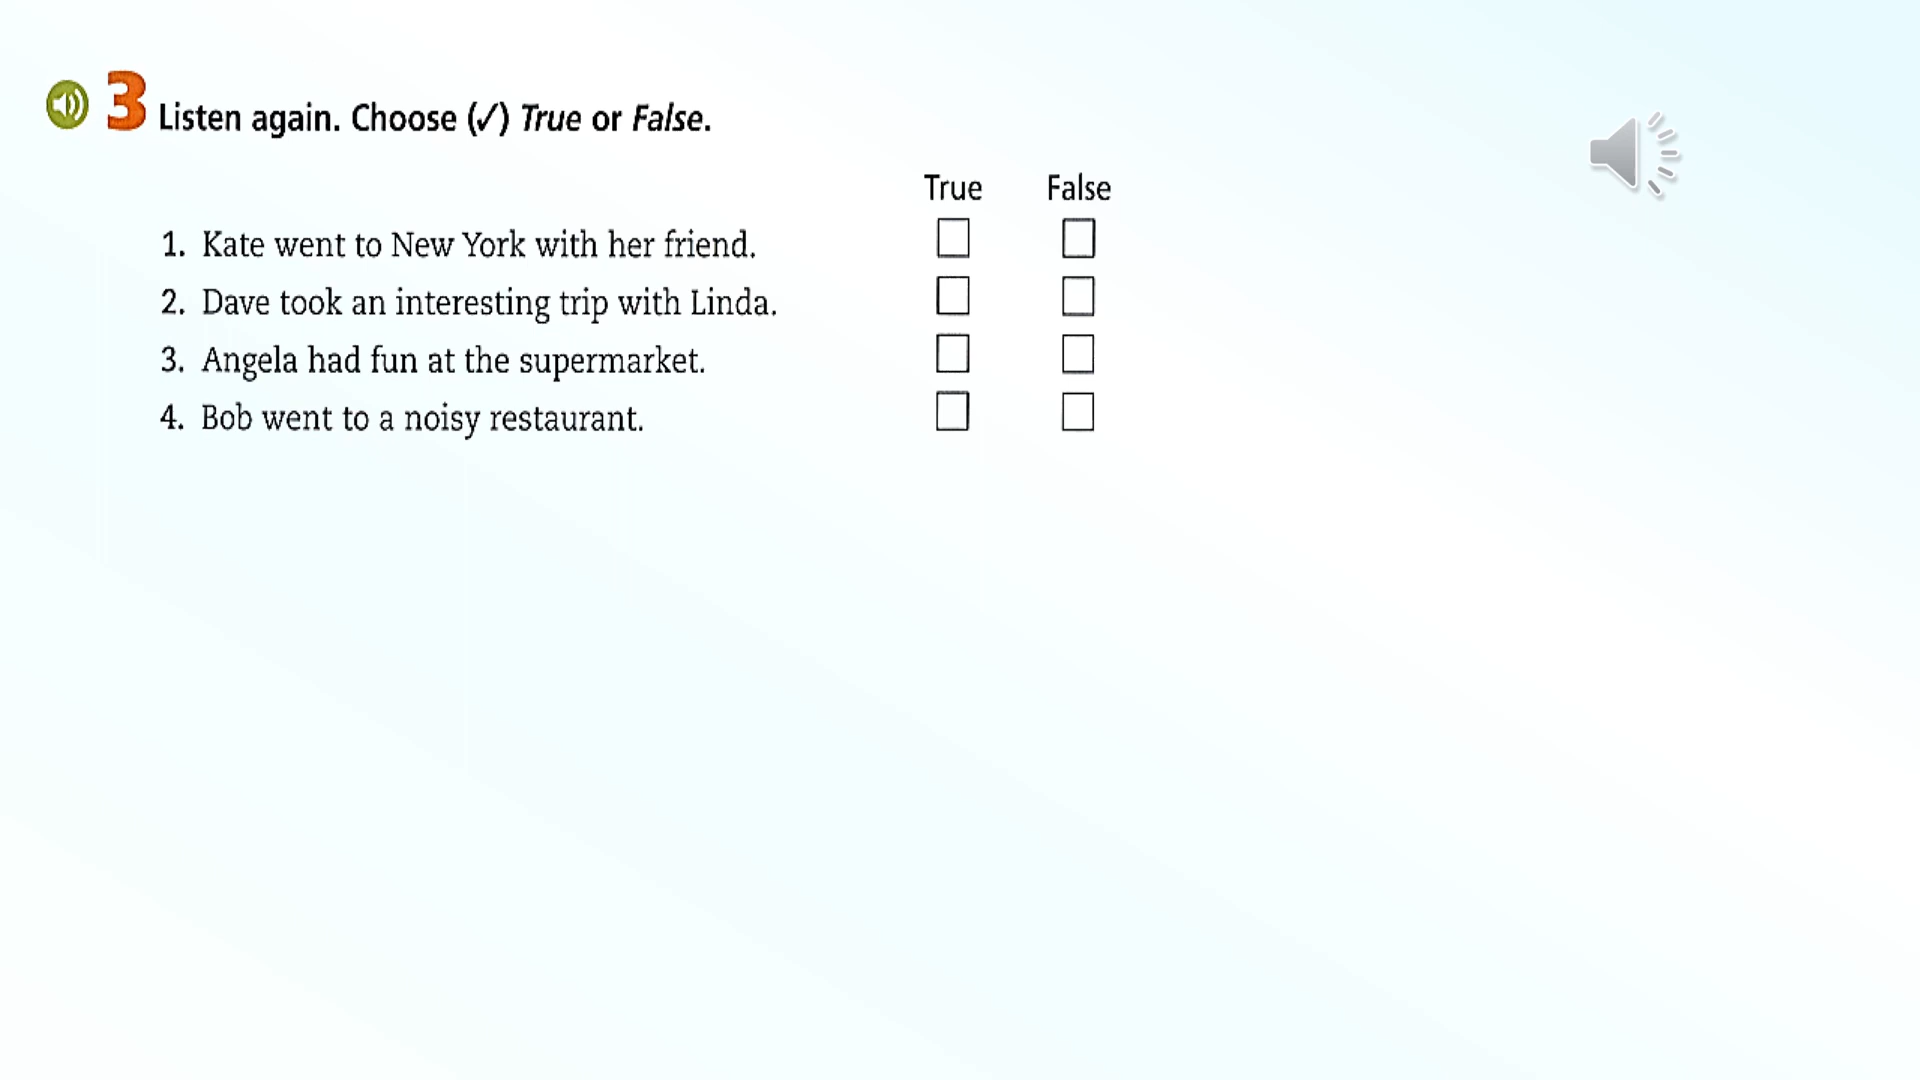 3 Listen again. Choose (✓) True or False.
True False
1. Kate went to New York with her friend.
2. Dave took an interesting trip with Linda.
3. Angela had fun at the supermarket.
4. Bob went to a noisy restaurant.